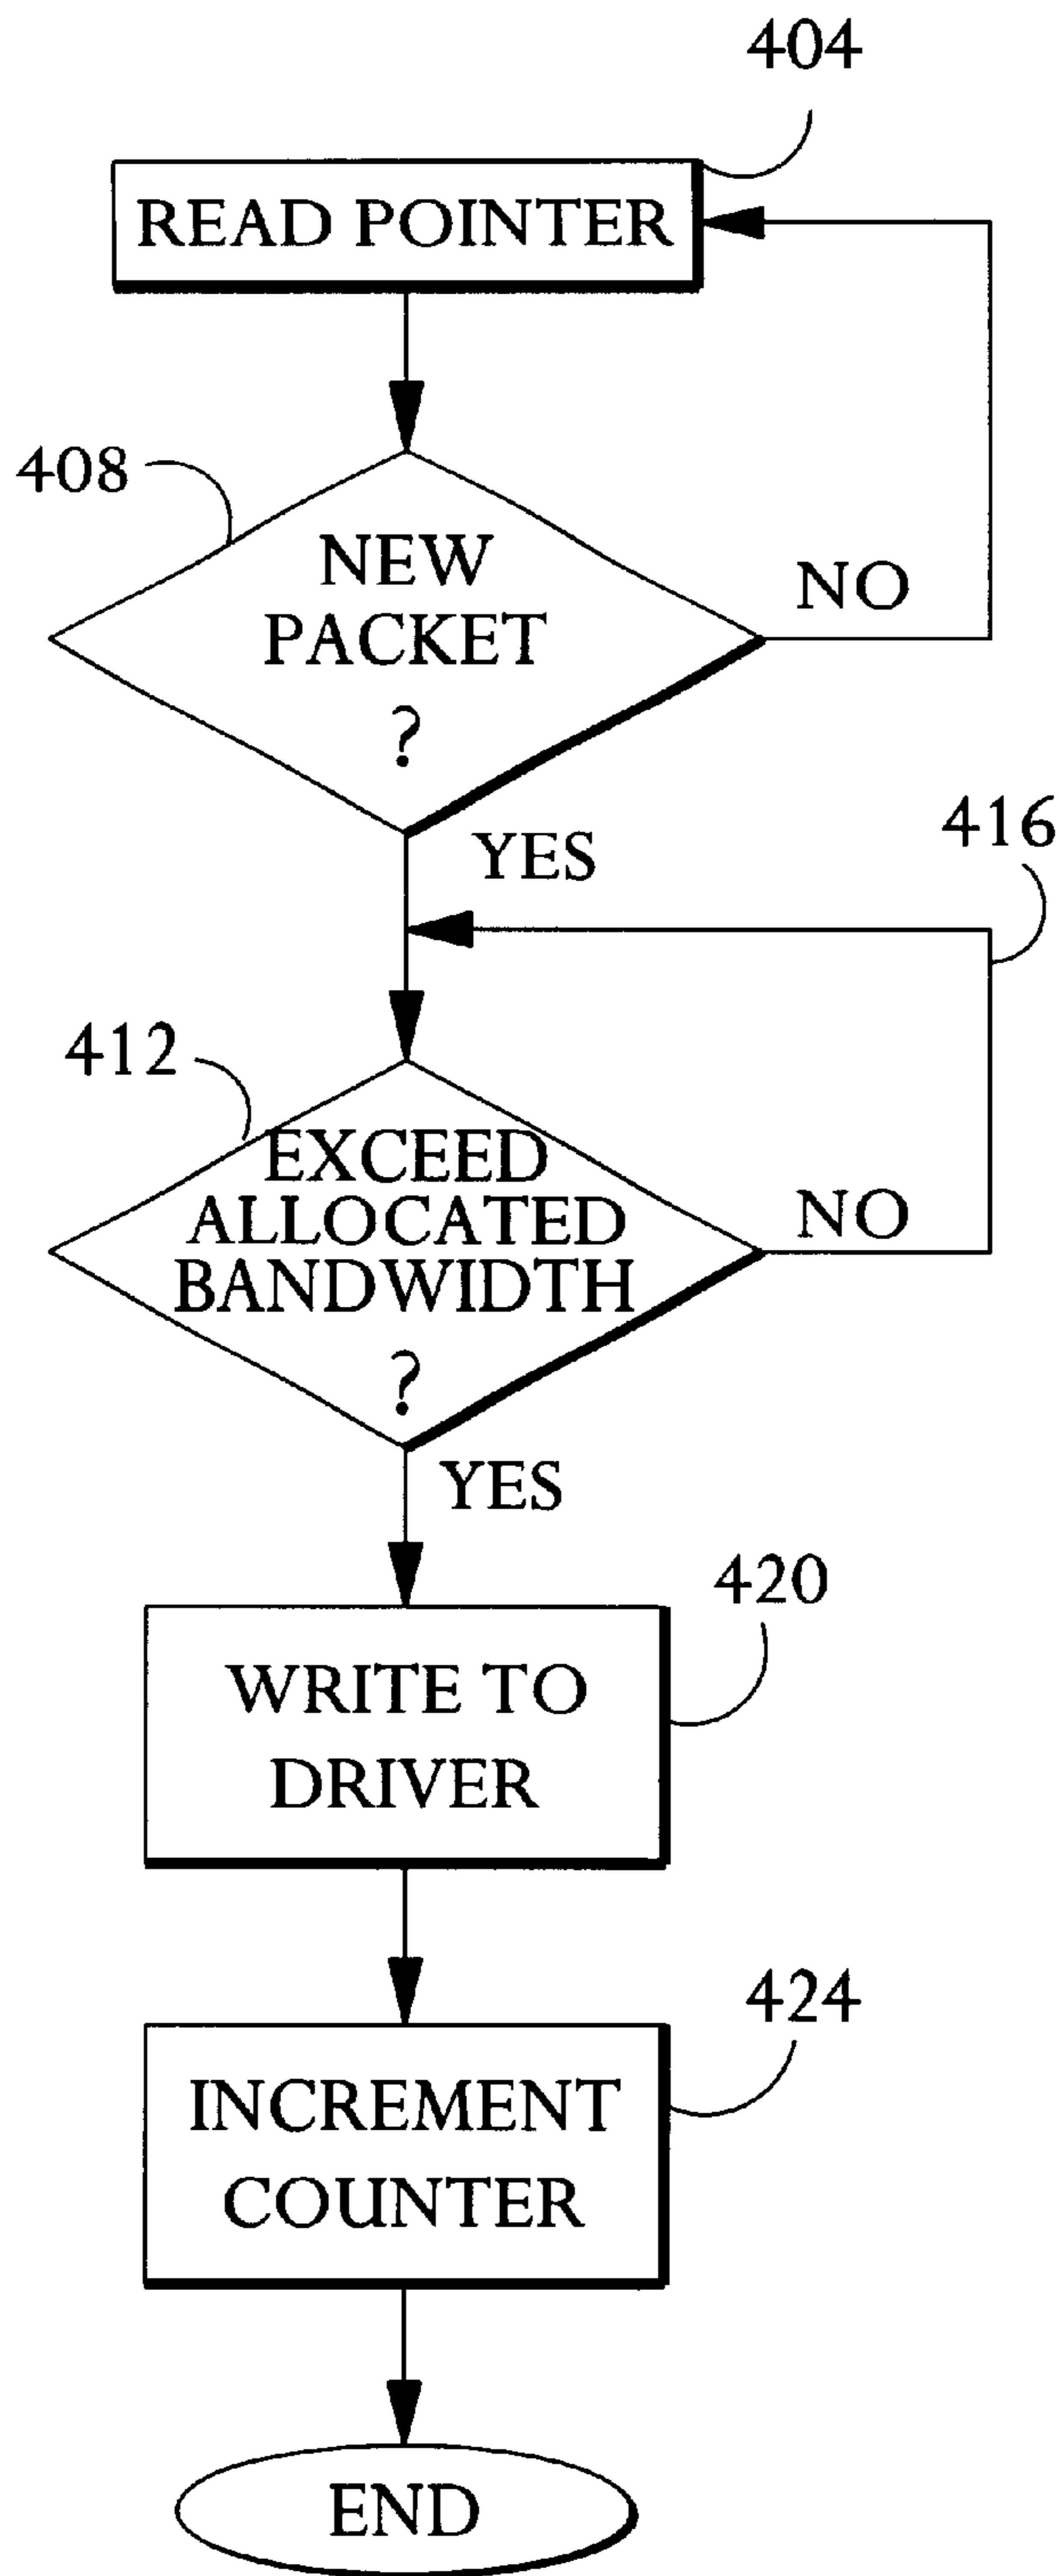 404
READ POINTER
408
NEW
PACKET
?
NO
YES
416
412
EXCEED
ALLOCATED
BANDWIDTH
?
NO
YES
420
WRITE TO
DRIVER
424
INCREMENT
COUNTER
END